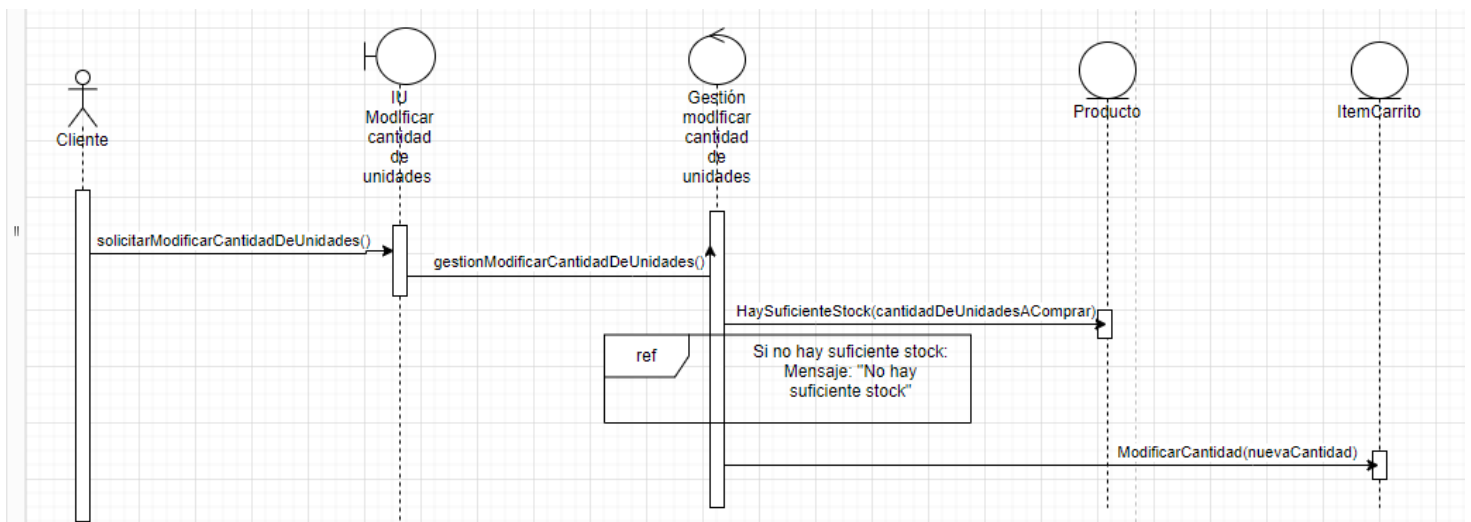 Cliente
IU
Modificar
cantidad
de
unidades
Gestión
modificar
cantidad
de
unidades
Producto
ItemCarrito
solicitarModificarCantidadDeUnidades()
gestionModificarCantidadDeUnidades()
HaySuficienteStock(cantidadDeUnidadesAComprar)
ref
Si no hay suficiente stock:
Mensaje: "No hay
suficiente stock"
ModificarCantidad(nuevaCantidad)